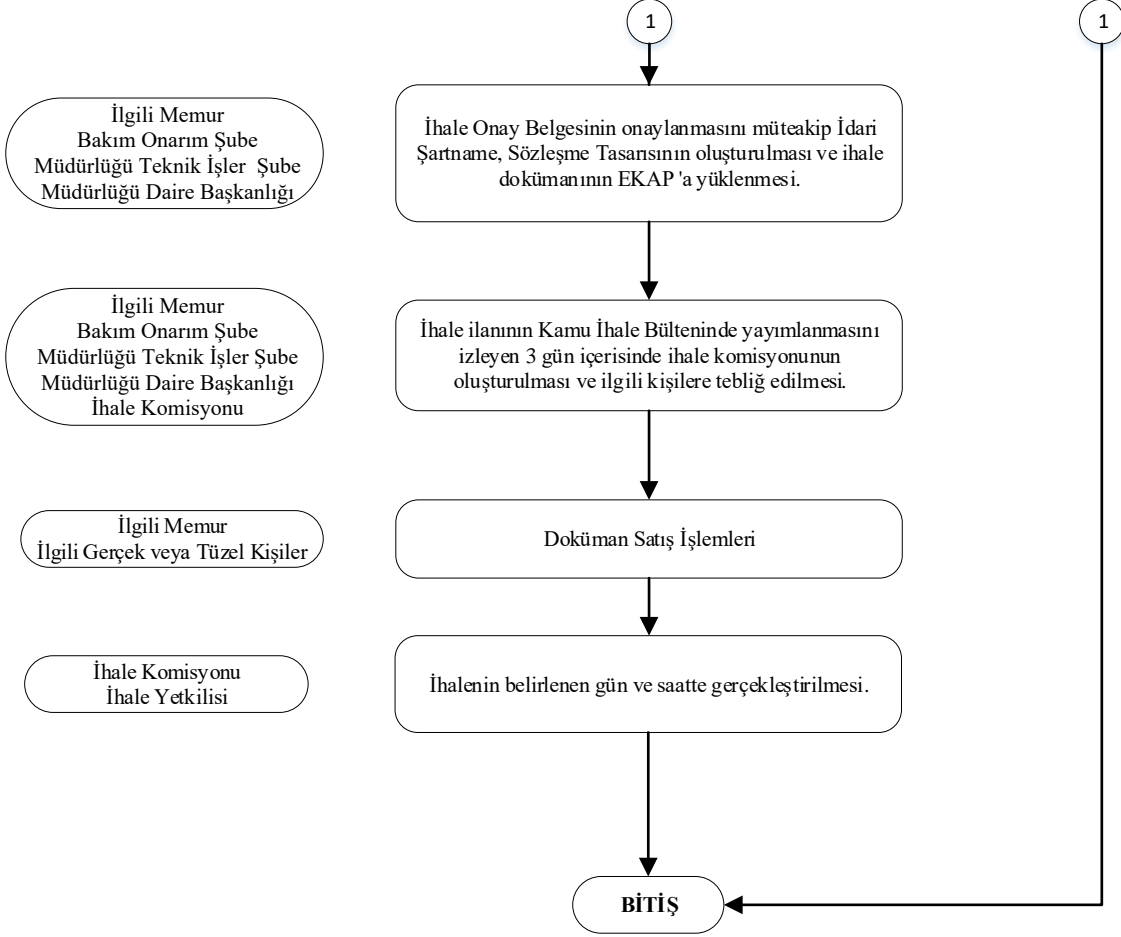 1
1
İlgili Memur
Bakım Onarım Şube
Müdürlüğü Teknik İşler Şube
Müdürlüğü Daire Başkanlığı
İhale Onay Belgesinin onaylanmasını müteakip İdari
Şartname, Sözleşme Tasarısının oluşturulması ve ihale
dokümanının EKAP 'a yüklenmesi.
İlgili Memur
Bakım Onarım Şube
Müdürlüğü Teknik İşler Şube
Müdürlüğü Daire Başkanlığı
İhale Komisyonu
İhale ilanının Kamu İhale Bülteninde yayımlanmasını
izleyen 3 gün içerisinde ihale komisyonunun
oluşturulması ve ilgili kişilere tebliğ edilmesi.
İlgili Memur
İlgili Gerçek veya Tüzel Kişiler
Doküman Satış İşlemleri
İhale Komisyonu
İhale Yetkilisi
İhalenin belirlenen gün ve saatte gerçekleştirilmesi.
BİTİŞ